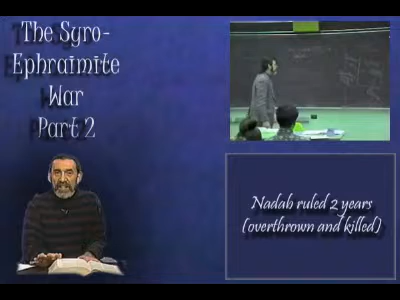 The Syro-
Ephraimite
War
Part 2
Nadab ruled 2 years
(overthrown and killed)